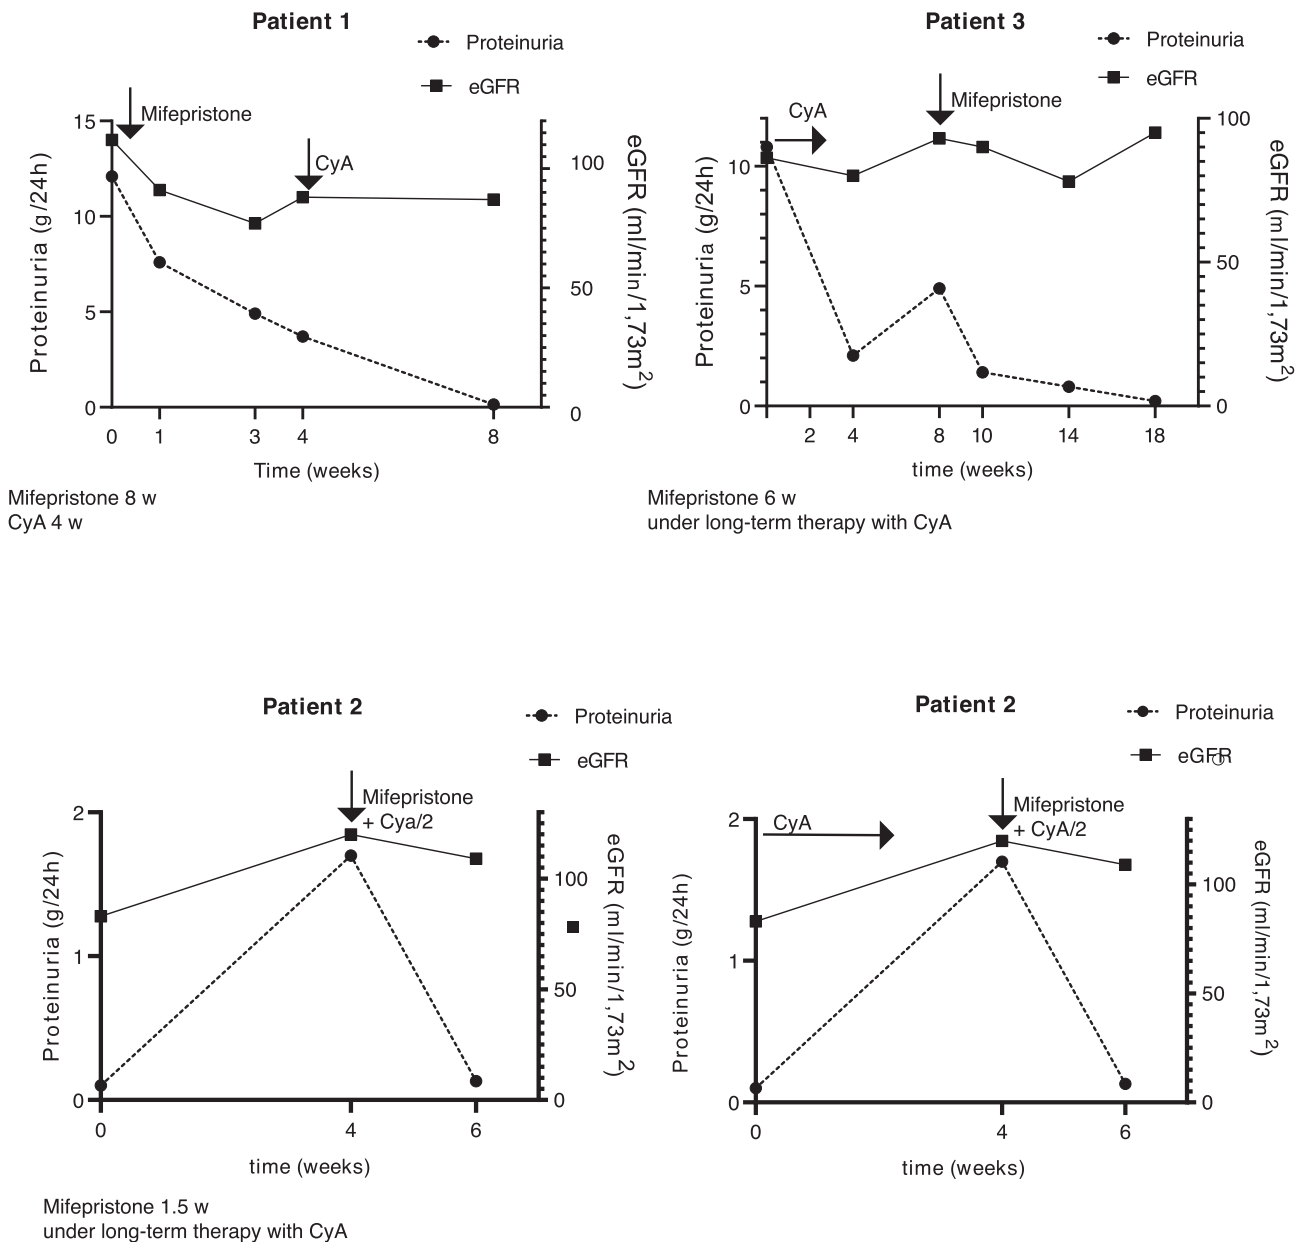 Patient 1
Proteinuria
eGFR
Mifepristone
CyA
15
10
5
0
100
50
0
Proteinuria (g/24h)
eGFR (ml/min/1,73m²)
0 1 3 4 8
Time (weeks)
Mifepristone 8 w
CyA 4 w
Patient 3
Proteinuria
eGFR
CyA
Mifepristone
10
5
0
100
50
0
Proteinuria (g/24h)
eGFR (ml/min/1,73m²)
2 4 8 10 14 18
time (weeks)
Mifepristone 6 w
under long-term therapy with CyA
Patient 2
Proteinuria
eGFR
Mifepristone
+ Cya/2
2
1
0
100
50
0
Proteinuria (g/24h)
eGFR (ml/min/1,73m²)
0 4 6
time (weeks)
Mifepristone 1.5 w
under long-term therapy with CyA
Patient 2
Proteinuria
eGFR
CyA
Mifepristone
+ CyA/2
2
1
0
100
50
0
Proteinuria (g/24h)
eGFR (ml/min/1,73m²)
0 4 6
time (weeks)